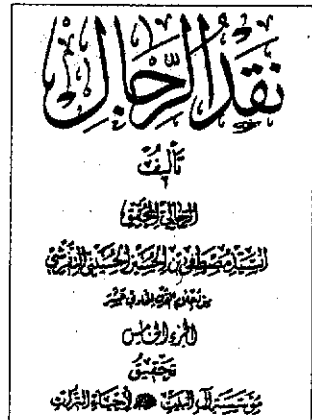 نقد الرجال
تأليف
الرجالي المحقق
السيد مصطفى بن الحسين الحسيني التفرشي
من أعلام القرن الحادي عشر
الجزء الخامس
تحقيق
مؤسسة آل البيت لإحياء التراث